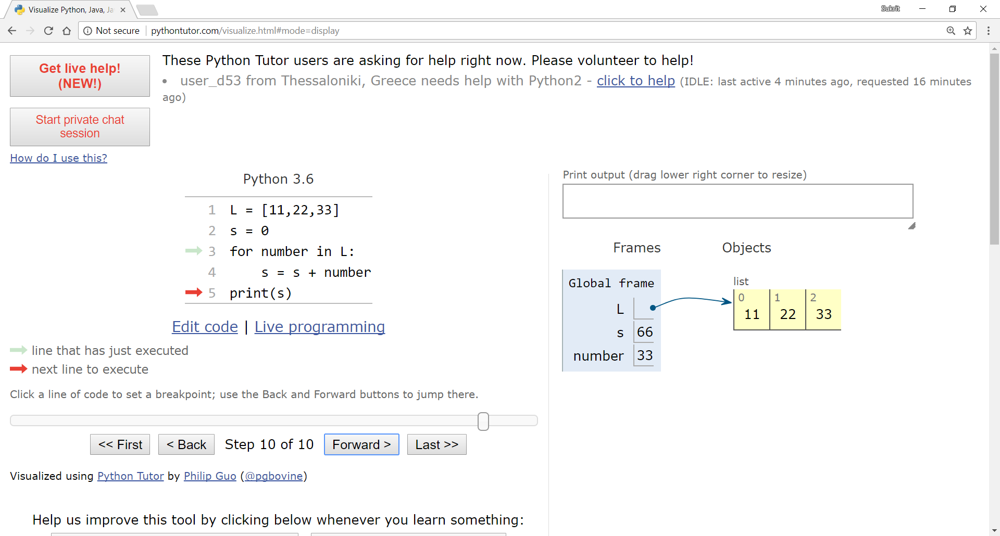 Visualize Python, Java, Ja
Sukrit
Not secure
pythontutor.com/visualize.html#mode=display
Get live help!
(NEW!)
These Python Tutor users are asking for help right now. Please volunteer to help!
• user_d53 from Thessaloniki, Greece needs help with Python2 - click to help (IDLE: last active 4 minutes ago, requested 16 minutes
ago)
Start private chat
session
How do I use this?
Python 3.6
1 L = [11,22,33]
2 s = 0
3 for number in L:
4     s = s + number
5 print(s)
Edit code | Live programming
line that has just executed
next line to execute
Click a line of code to set a breakpoint; use the Back and Forward buttons to jump there.
<< First
< Back
Step 10 of 10
Forward >
Last >>
Visualized using Python Tutor by Philip Guo (@pgbovine)
Help us improve this tool by clicking below whenever you learn something:
Print output (drag lower right corner to resize)
Frames
Objects
Global frame
L
s 66
number 33
list
0 1 2
11 22 33